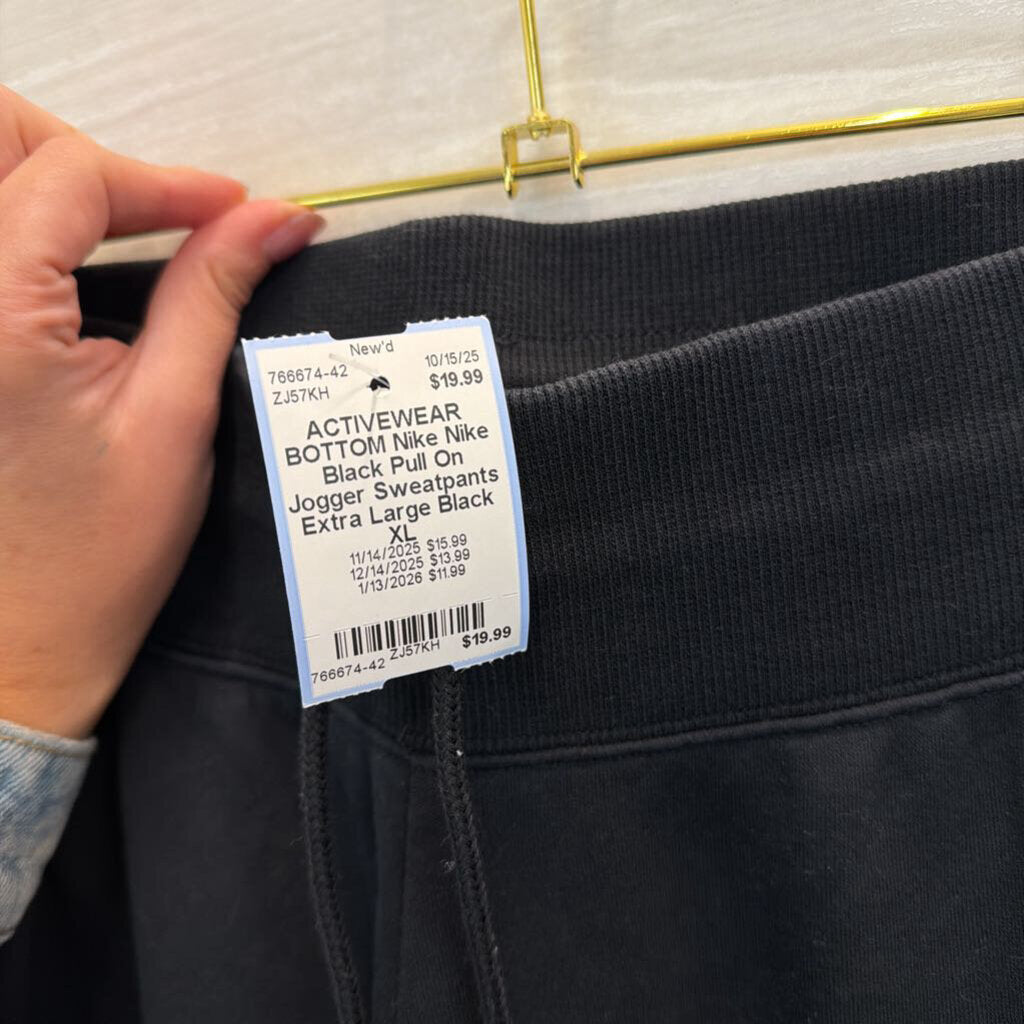 New'd
766674-42 10/15/25
ZJ57KH $19.99
ACTIVEWEAR
BOTTOM Nike Nike
Black Pull On
Jogger Sweatpants
Extra Large Black
XL
11/14/2025 $15.99
12/14/2025 $13.99
1/13/2026 $11.99
766674-42 ZJ57KH $19.99